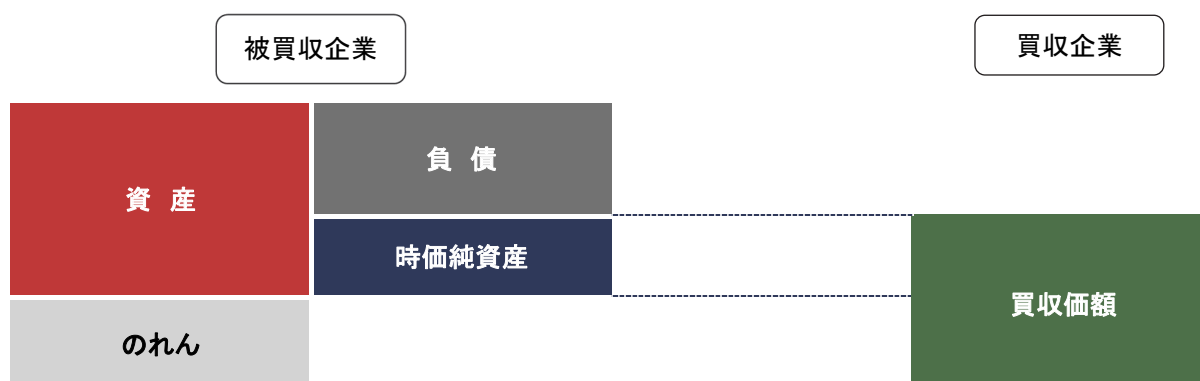 被買収企業
買収企業
資 産
負 債
時価純資産
買収価額
のれん